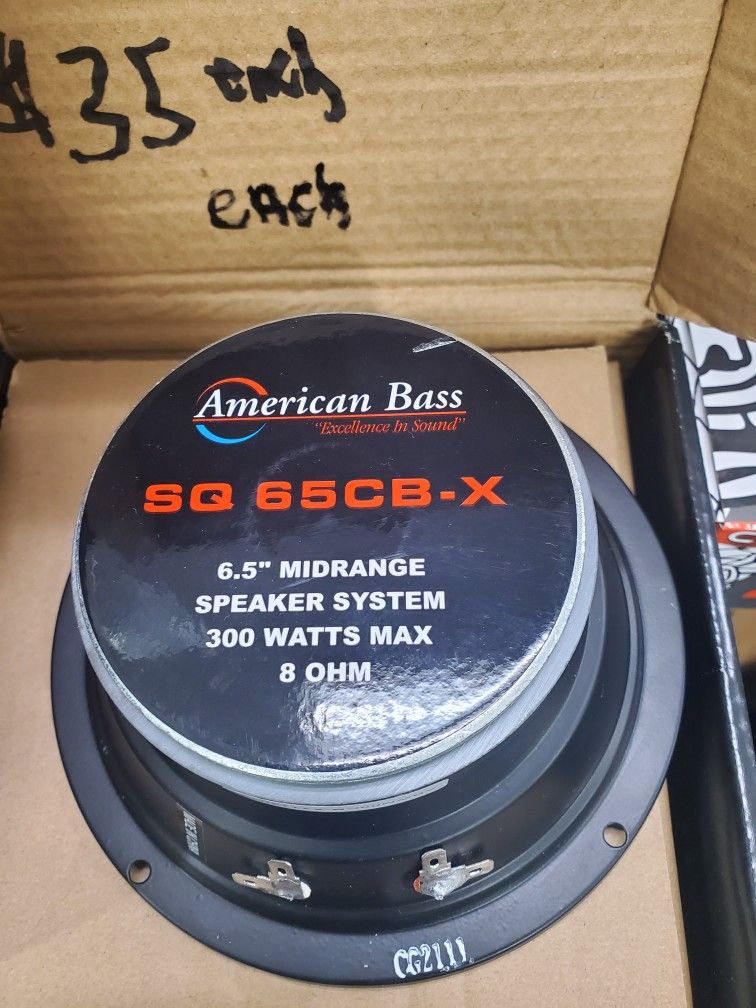 $35 only
each
American Bass
"Excellence In Sound"
SQ 65CB-X
6.5" MIDRANGE
SPEAKER SYSTEM
300 WATTS MAX
8 OHM
CG2111